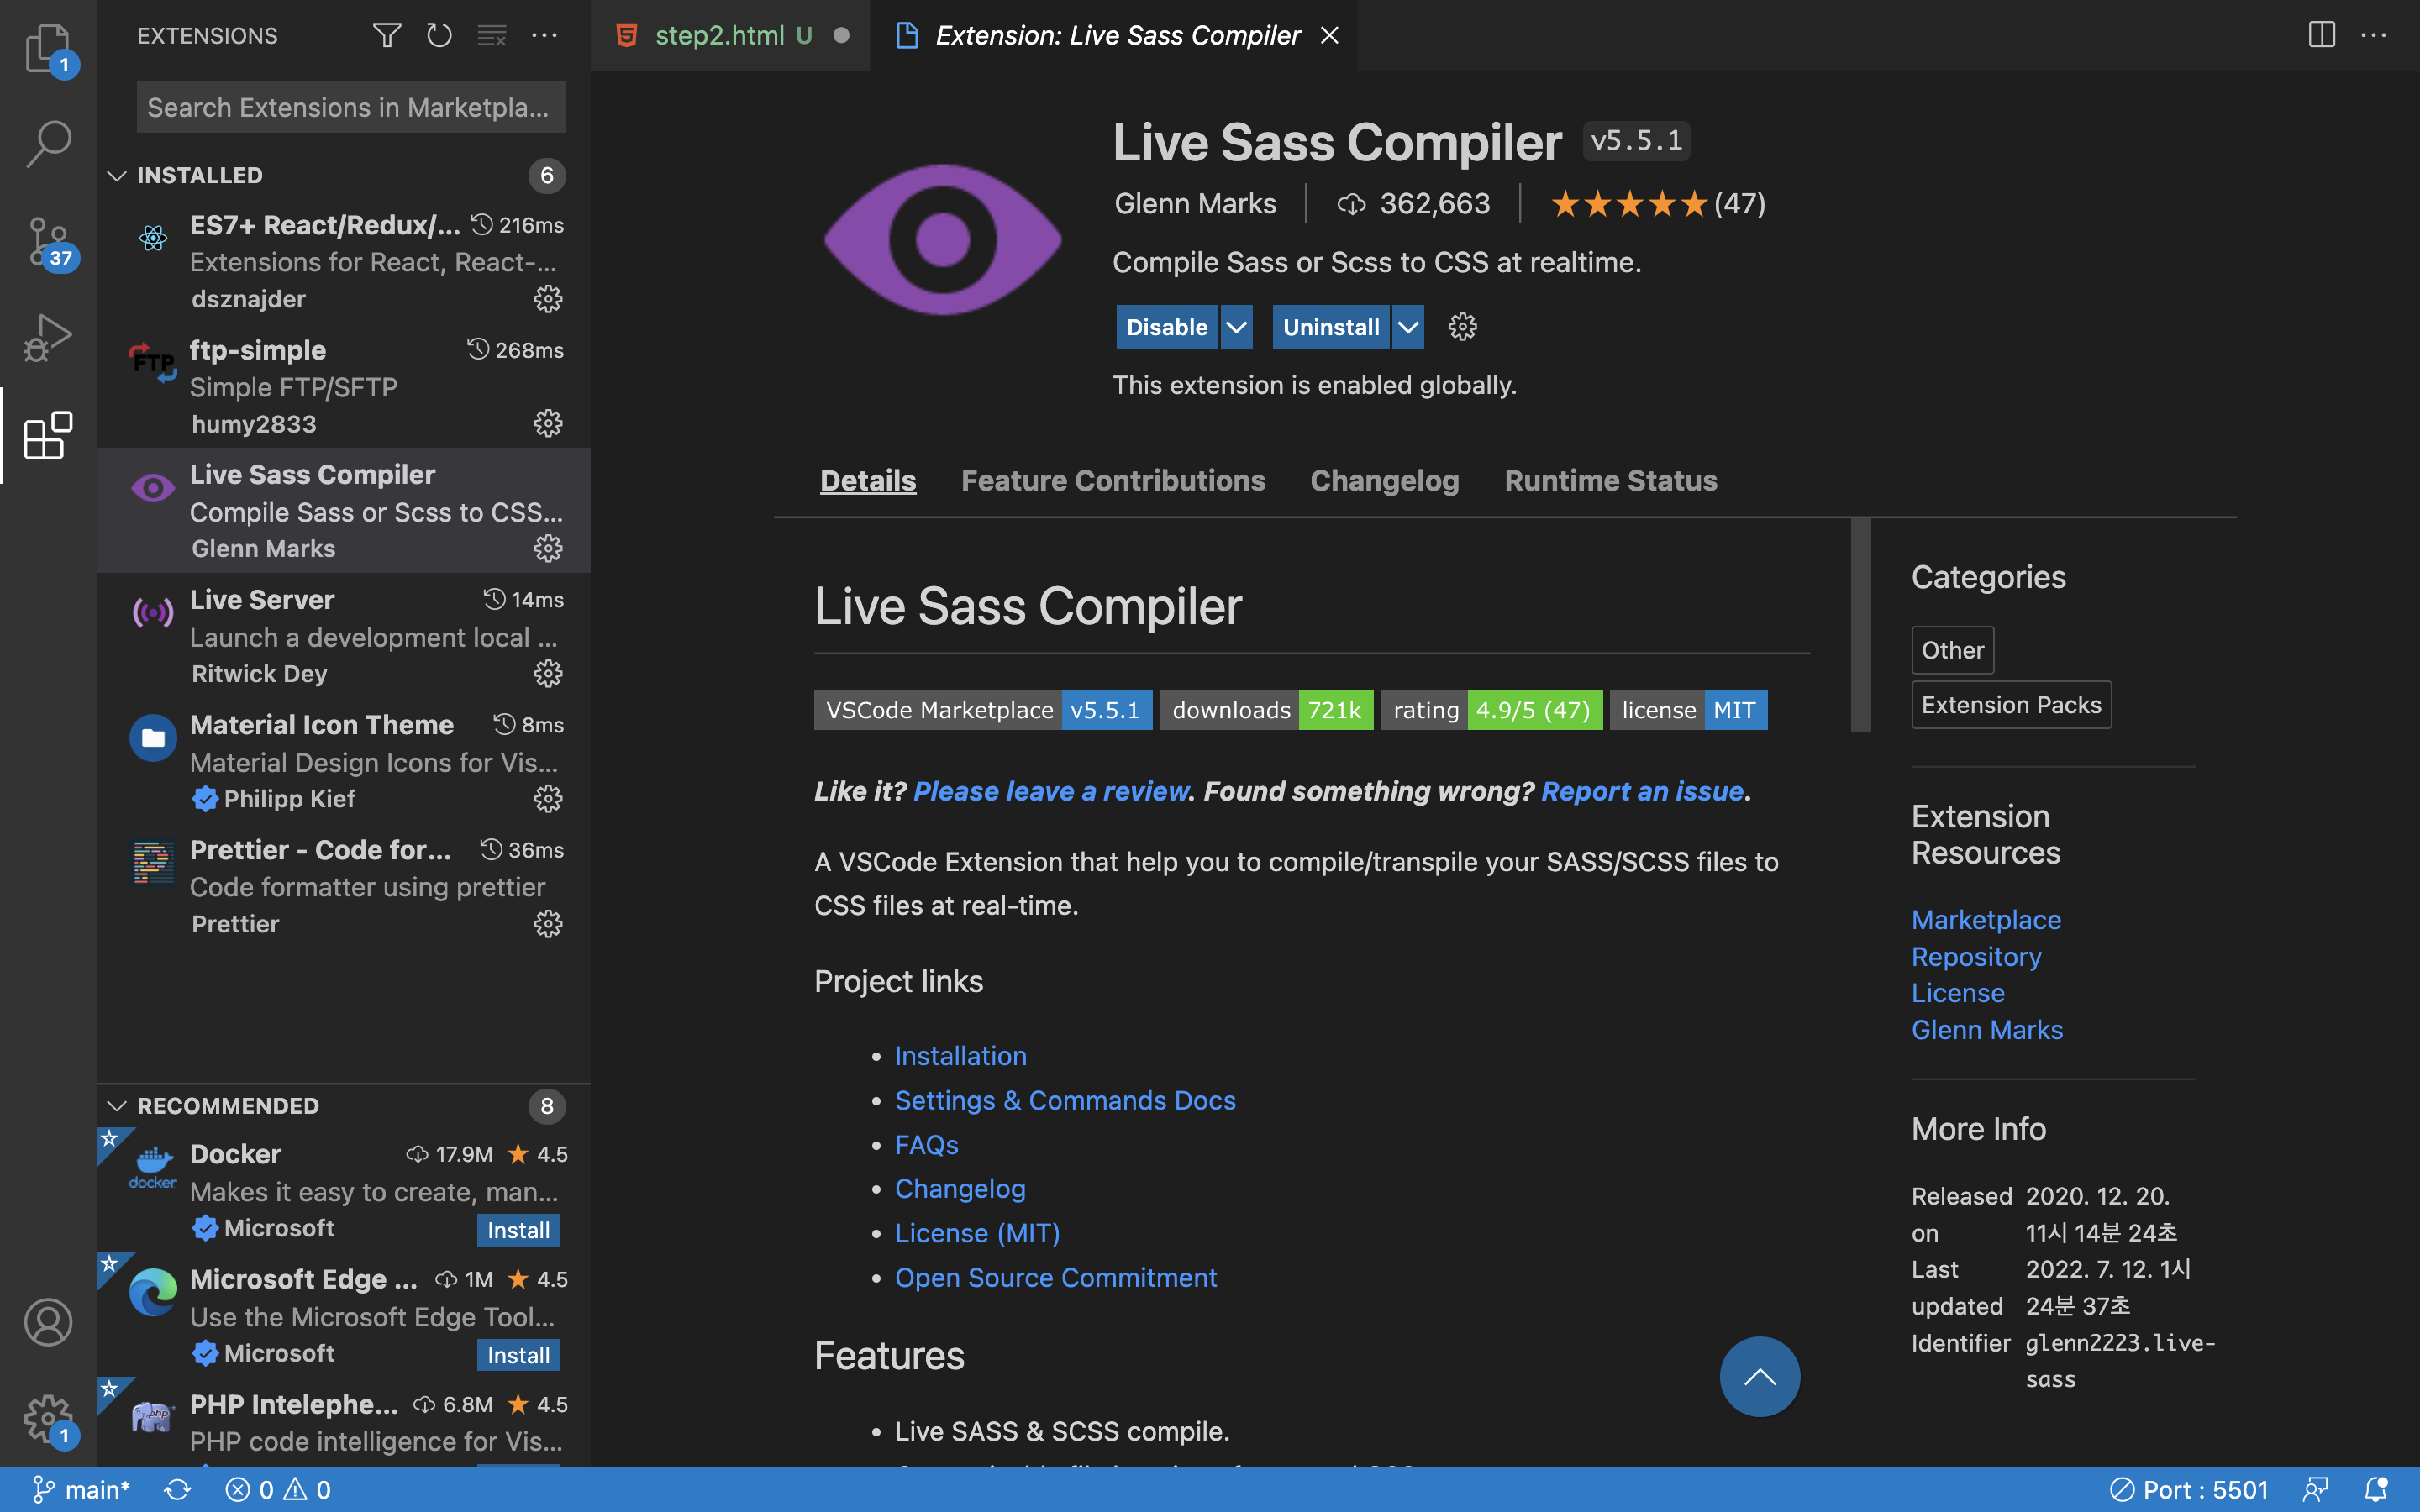 EXTENSIONS
Search Extensions in Marketpla...
INSTALLED 6
ES7+ React/Redux/... 216ms
Extensions for React, React-...
dsznajder
ftp-simple 268ms
Simple FTP/SFTP
humy2833
Live Sass Compiler
Compile Sass or Scss to CSS...
Glenn Marks
Live Server 14ms
Launch a development local ...
Ritwick Dey
Material Icon Theme 8ms
Material Design Icons for Vis...
Philipp Kief
Prettier - Code for... 36ms
Code formatter using prettier
Prettier
RECOMMENDED 8
Docker 17.9M 4.5
Makes it easy to create, man...
Microsoft Install
docker
Microsoft Edge ... 1M 4.5
Use the Microsoft Edge Tool...
Microsoft Install
PHP Intelephe... 6.8M 4.5
PHP code intelligence for Vis...
php
FTP
1
37
1
step2.html U
Extension: Live Sass Compiler
Live Sass Compiler v5.5.1
Glenn Marks 362,663 (47)
Compile Sass or Scss to CSS at realtime.
Disable Uninstall
This extension is enabled globally.
Details Feature Contributions Changelog Runtime Status
Live Sass Compiler
VSCode Marketplace v5.5.1 downloads 721k rating 4.9/5 (47) license MIT
Like it? Please leave a review. Found something wrong? Report an issue.
A VSCode Extension that help you to compile/transpile your SASS/SCSS files to
CSS files at real-time.
Project links
• Installation
• Settings & Commands Docs
• FAQs
• Changelog
• License (MIT)
• Open Source Commitment
Features
• Live SASS & SCSS compile.
Categories
Other
Extension Packs
Extension
Resources
Marketplace
Repository
License
Glenn Marks
More Info
Released 2020. 12. 20.
on 11시 14분 24초
Last 2022. 7. 12. 1시
updated 24분 37초
Identifier glenn2223.live-
sass
main* 0 0 Port : 5501